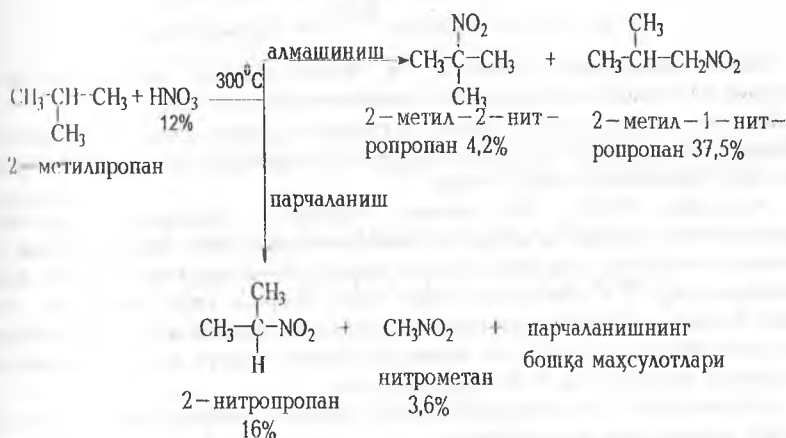 NO₂ CH₃
алмашиниш CH₃-C-CH₃ + CH₃-CH-CH₂NO₂
300°C
CH₃-CH-CH₃ + HNO₃ CH₃
12%
CH₃
2-метил-2-нит- 2-метил-1-нит-
2-метилпропан ропропан 4,2% ропропан 37,5%
парчаланиш
CH₃
CH₃-C-NO₂ + CH₃NO₂ + парчаланишнинг
H нитрометан бошқа маҳсулотлари
2-нитропропан 3,6%
16%